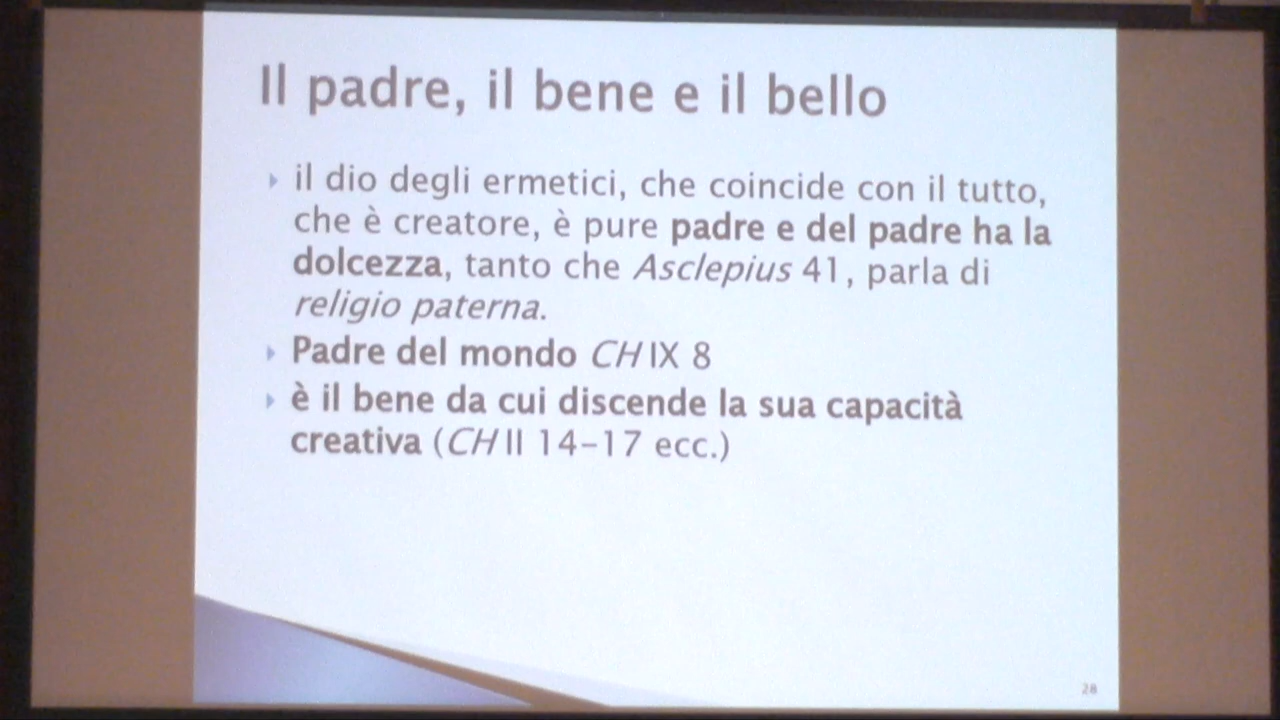 Il padre, il bene e il bello
il dio degli ermetici, che coincide con il tutto,
che è creatore, è pure padre e del padre ha la
dolcezza, tanto che Asclepius 41, parla di
religio paterna.
Padre del mondo CH IX 8
è il bene da cui discende la sua capacità
creativa (CH II 14-17 ecc.)
28